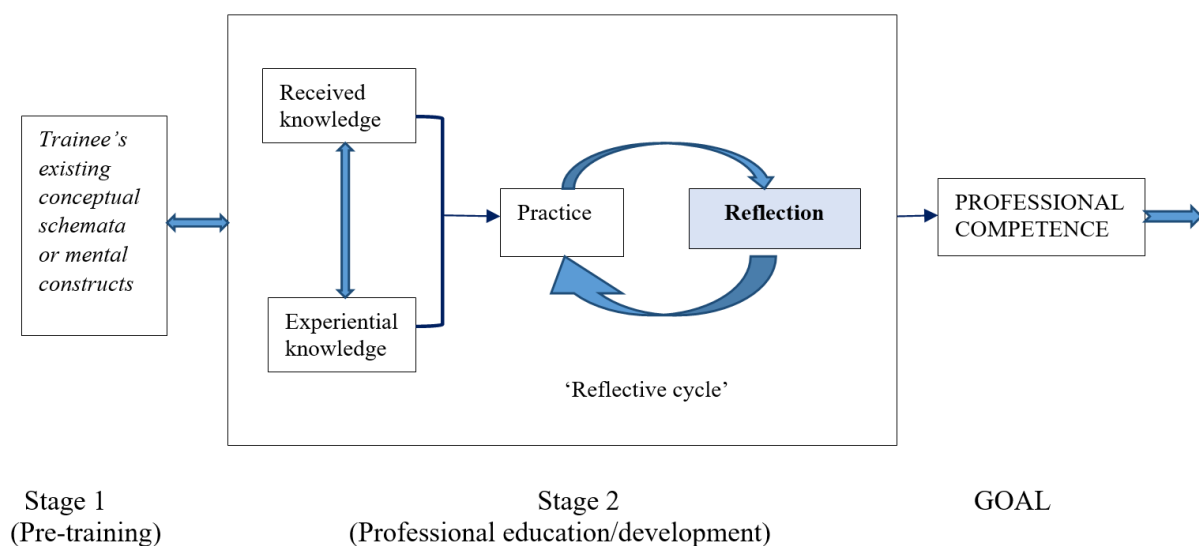 Trainee’s
existing
conceptual
schemata
or mental
constructs
Received
knowledge
Experiential
knowledge
Practice
Reflection
‘Reflective cycle’
PROFESSIONAL
COMPETENCE
Stage 1
(Pre-training)
Stage 2
(Professional education/development)
GOAL